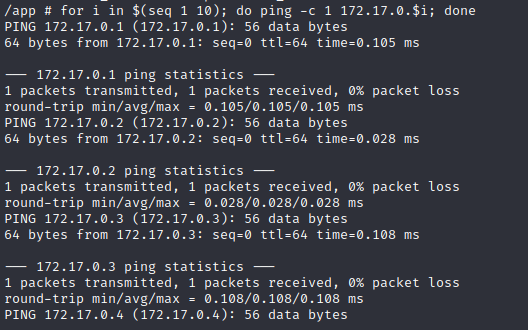 /app # for i in $(seq 1 10); do ping -c 1 172.17.0.$i; done
PING 172.17.0.1 (172.17.0.1): 56 data bytes
64 bytes from 172.17.0.1: seq=0 ttl=64 time=0.105 ms

--- 172.17.0.1 ping statistics ---
1 packets transmitted, 1 packets received, 0% packet loss
round-trip min/avg/max = 0.105/0.105/0.105 ms
PING 172.17.0.2 (172.17.0.2): 56 data bytes
64 bytes from 172.17.0.2: seq=0 ttl=64 time=0.028 ms

--- 172.17.0.2 ping statistics ---
1 packets transmitted, 1 packets received, 0% packet loss
round-trip min/avg/max = 0.028/0.028/0.028 ms
PING 172.17.0.3 (172.17.0.3): 56 data bytes
64 bytes from 172.17.0.3: seq=0 ttl=64 time=0.108 ms

--- 172.17.0.3 ping statistics ---
1 packets transmitted, 1 packets received, 0% packet loss
round-trip min/avg/max = 0.108/0.108/0.108 ms
PING 172.17.0.4 (172.17.0.4): 56 data bytes